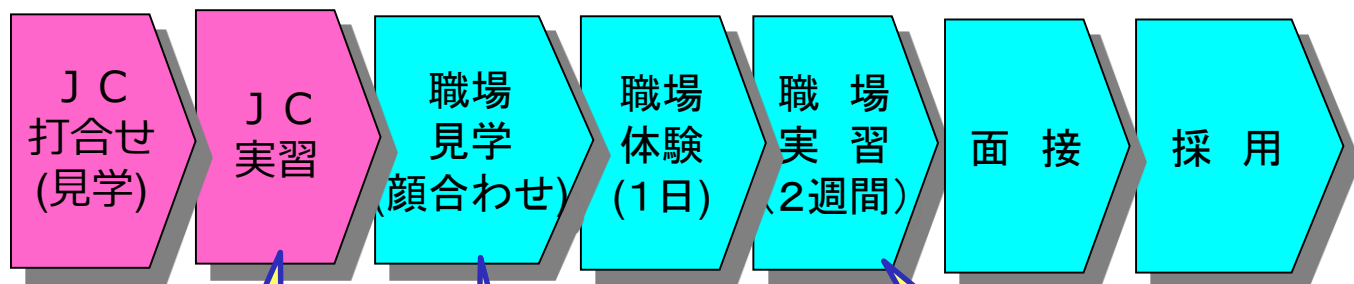 ＪＣ
打合せ
(見学)
ＪＣ
実習
職場
見学
(顔合わせ)
職場
体験
(１日)
職　場
実　習
（２週間）
面　接
採　用